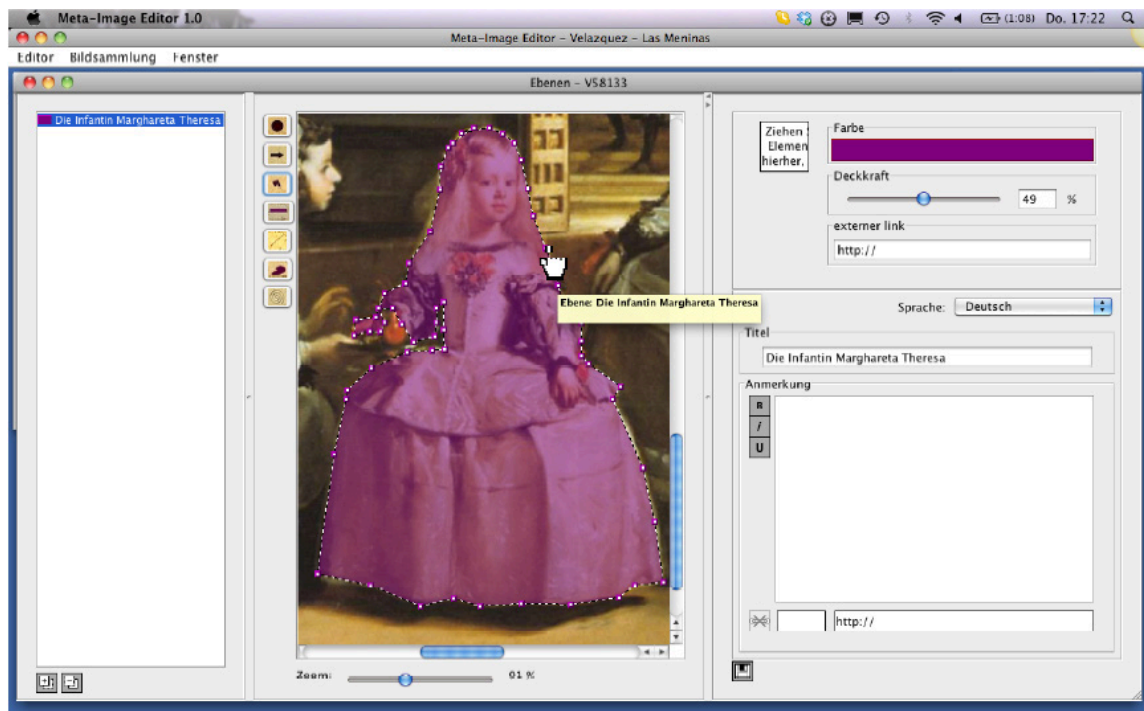 Meta-Image Editor 1.0
(1:08) Do. 17:22
Meta-Image Editor – Velazquez – Las Meninas
Editor Bildsammlung Fenster
Ebenen – VS8133
Die Infantin Marghareta Theresa
Ebene: Die Infantin Marghareta Theresa
Zoom: 01 %
Ziehen
Elemen
hierher.
Farbe
Deckkraft
49 %
externer link
http://
Sprache: Deutsch
Titel
Die Infantin Marghareta Theresa
Anmerkung
B
I
U
http://